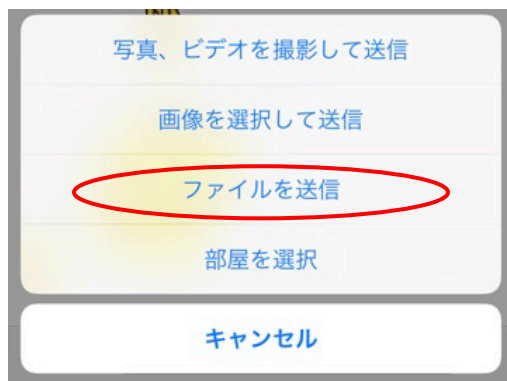 写真、ビデオを撮影して送信
画像を選択して送信
ファイルを送信
部屋を選択
キャンセル